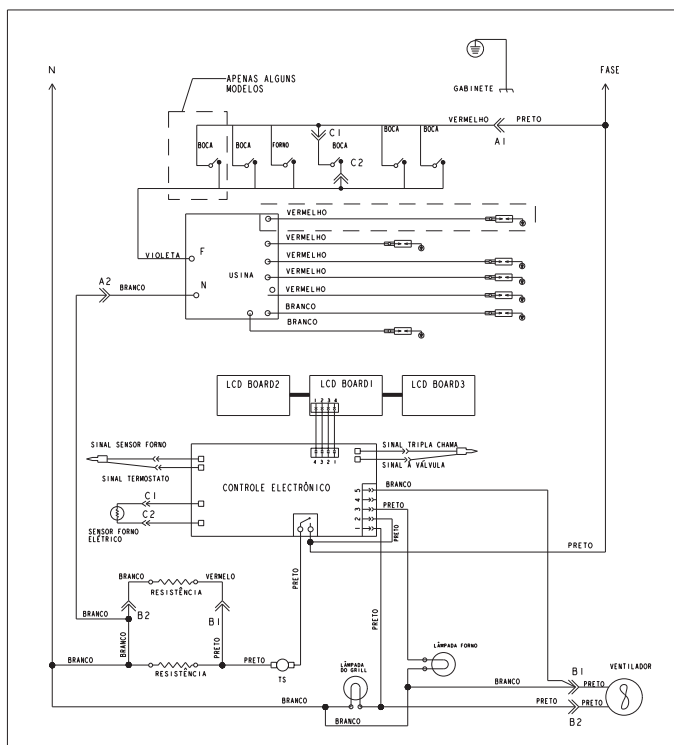 N
FASE
GABINETE
APENAS ALGUNS
MODELOS
VERMELHO
PRETO
A1
C1
BOCA
BOCA
FORNO
BOCA
BOCA
BOCA
C2
VERMELHO
VERMELHO
VIOLETA
F
USINA
VERMELHO
VERMELHO
A2
BRANCO
N
VERMELHO
BRANCO
BRANCO
LCD BOARD2
LCD BOARD1
LCD BOARD3
1 2 3 4
4 3 2 1
SINAL SENSOR FORNO
SINAL TRIPLA CHAMA
SINAL A VÁLVULA
SINAL TERMOSTATO
CONTROLE ELECTRÔNICO
BRANCO
5
4
3
2
1
PRETO
PRETO
C1
C2
SENSOR FORNO
ELÉTRICO
PRETO
PRETO
BRANCO
VERMELO
RESISTÊNCIA
BRANCO
B2
B1
BRANCO
PRETO
PRETO
LÂMPADA FORNO
BRANCO
RESISTÊNCIA
PRETO
TS
LÂMPADA
DO GRILL
BRANCO
B1
PRETO
VENTILADOR
BRANCO
PRETO
PRETO
B2
BRANCO